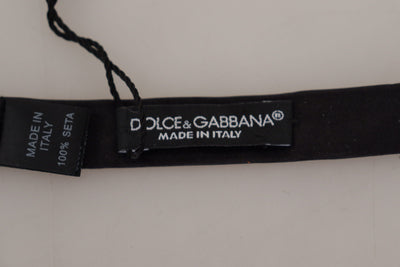 DOLCE & GABBANA®
MADE IN ITALY
MADE IN
ITALY
100% SETA